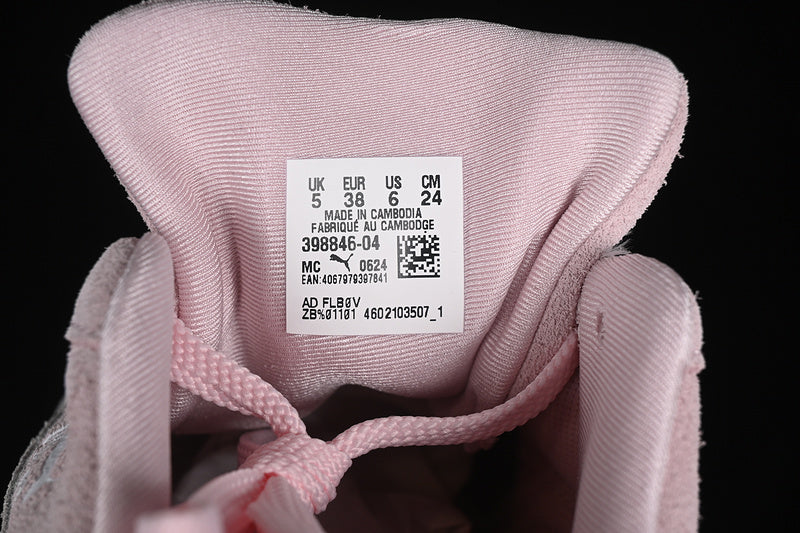 UK EUR US CM
5 38 6 24
MADE IN CAMBODIA
FABRIQUÉ AU CAMBODGE
398846-04
MC 0624
EAN:4067979397841
AD FLB0V
ZB%01101 4602103507_1